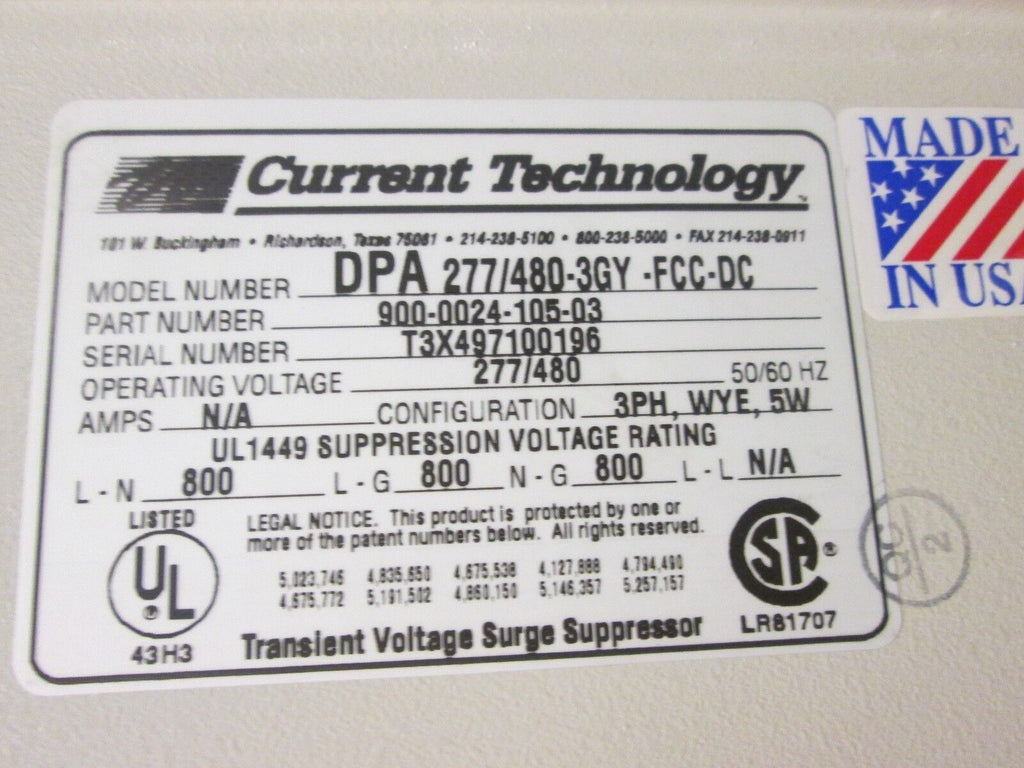 Current Technology
101 W. Buckingham • Richardson, Texas 75081 • 214-238-5100 • 800-238-5000 • FAX 214-238-0911
MODEL NUMBER DPA 277/480-3GY -FCC-DC
PART NUMBER 900-0024-105-03
SERIAL NUMBER T3X497100196
OPERATING VOLTAGE 277/480 50/60 HZ
AMPS N/A CONFIGURATION 3PH, WYE, 5W
UL1449 SUPPRESSION VOLTAGE RATING
L - N 800 L - G 800 N - G 800 L - L N/A
LISTED
UL
43H3
LEGAL NOTICE. This product is protected by one or
more of the patent numbers below. All rights reserved.
5,023,746 4,835,650 4,675,538 4,127,888 4,794,490
4,675,772 5,191,502 4,860,150 5,146,357 5,257,157
Transient Voltage Surge Suppressor
SA
LR81707
MADE
IN USA
QC
2